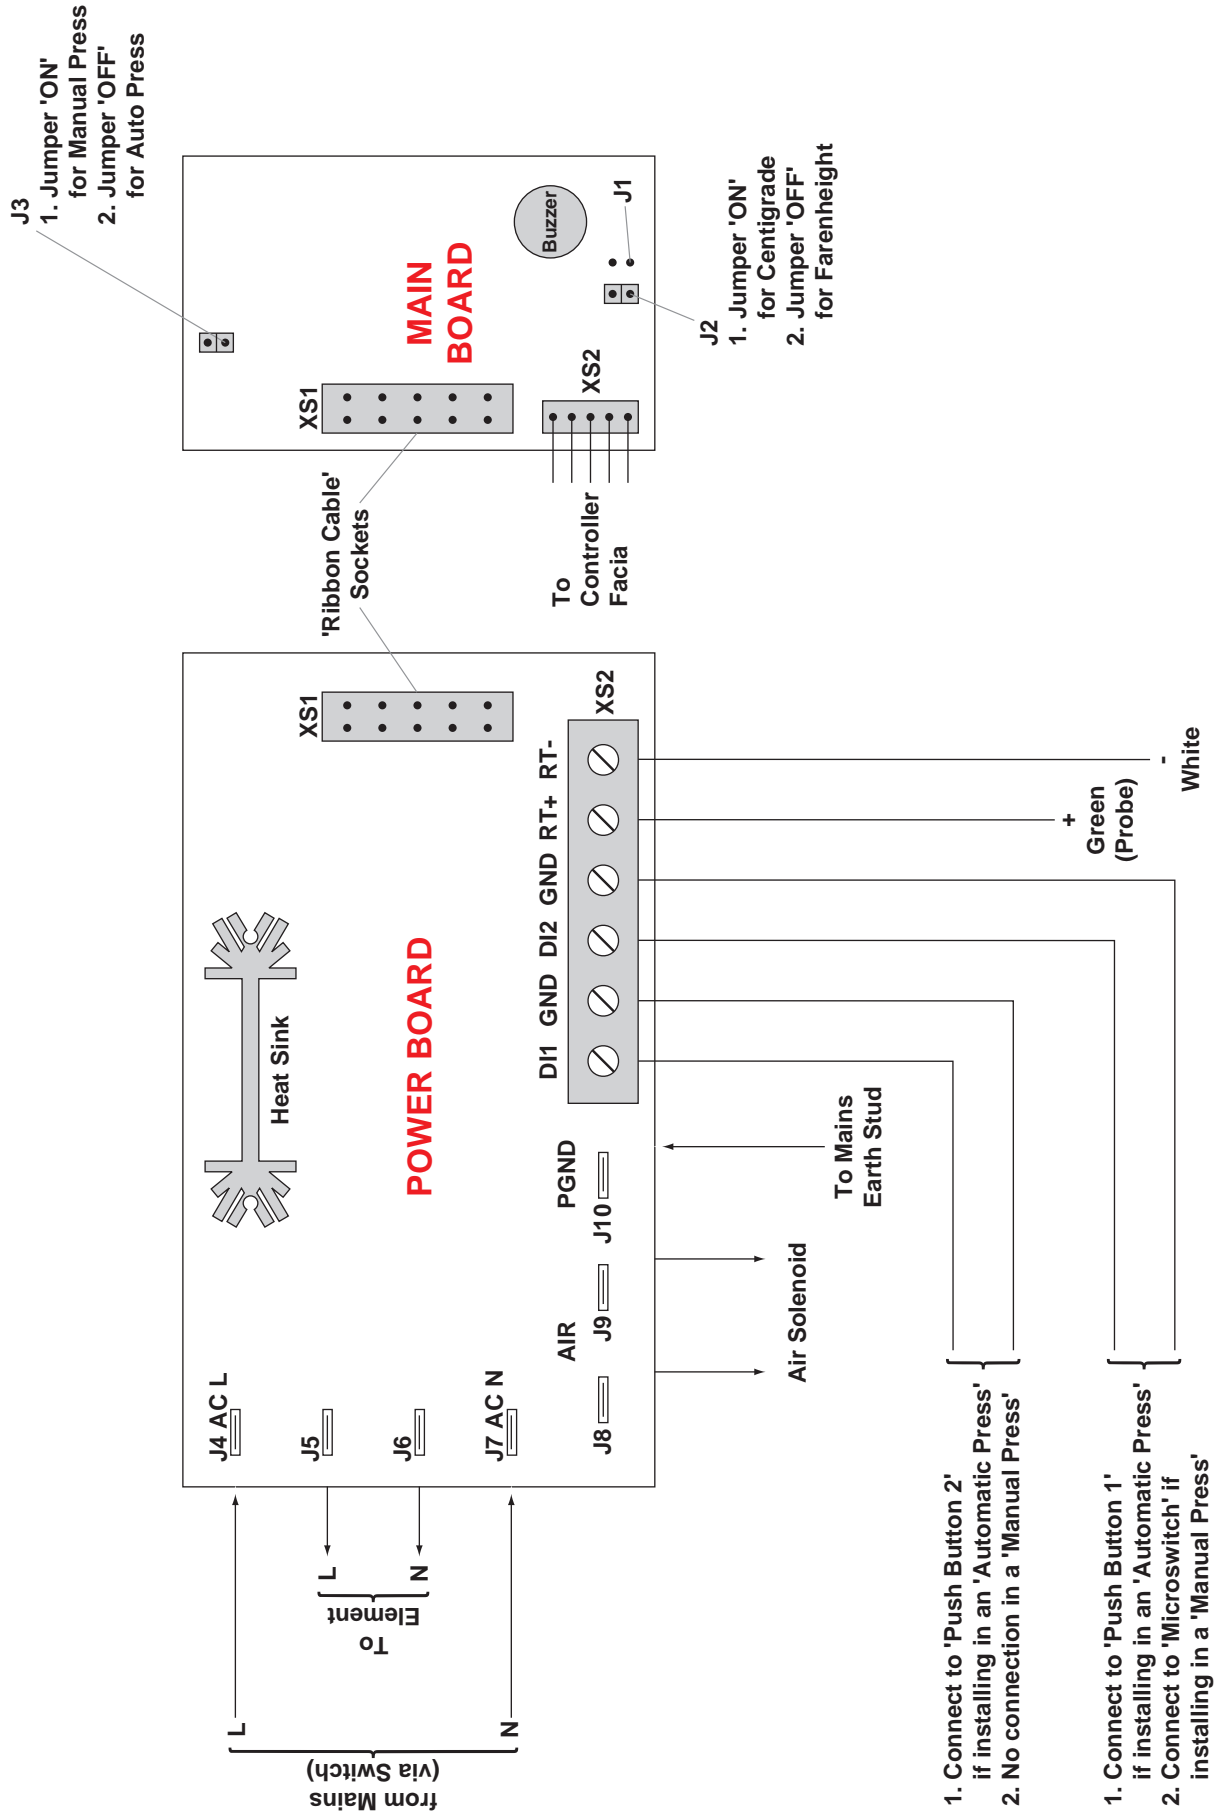 from Mains
(via Switch)
L
N
To
Element
L
N
J4 AC L
J5
J6
J7 AC N
Heat Sink
POWER BOARD
J8
AIR
J9
J10
PGND
Air Solenoid
To Mains
Earth Stud
DI1
GND
DI2
GND
RT+
RT-
XS2
XS1
'Ribbon Cable'
Sockets
+
Green
(Probe)
-
White
1. Connect to 'Push Button 2'
if installing in an 'Automatic Press'
2. No connection in a 'Manual Press'
1. Connect to 'Push Button 1'
if installing in an 'Automatic Press'
2. Connect to 'Microswitch' if
installing in a 'Manual Press'
XS1
MAIN
BOARD
XS2
To
Controller
Facia
Buzzer
J1
J2
1. Jumper 'ON'
for Centigrade
2. Jumper 'OFF'
for Farenheight
J3
1. Jumper 'ON'
for Manual Press
2. Jumper 'OFF'
for Auto Press